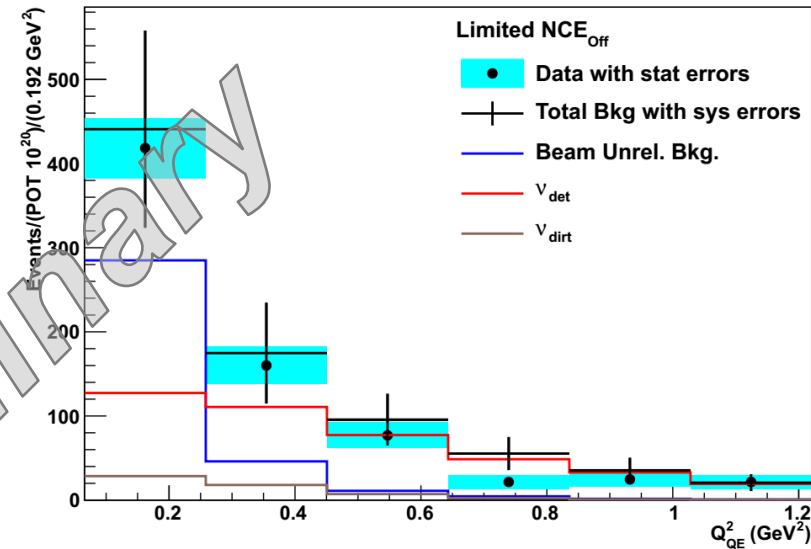 Limited NCE_Off
Data with stat errors
Total Bkg with sys errors
Beam Unrel. Bkg.
ν_det
ν_dirt
Events/(POT 10^20)/(0.192 GeV^2)
500
400
300
200
100
0
0.2 0.4 0.6 0.8 1 1.2
Q^2_QE (GeV^2)
inary